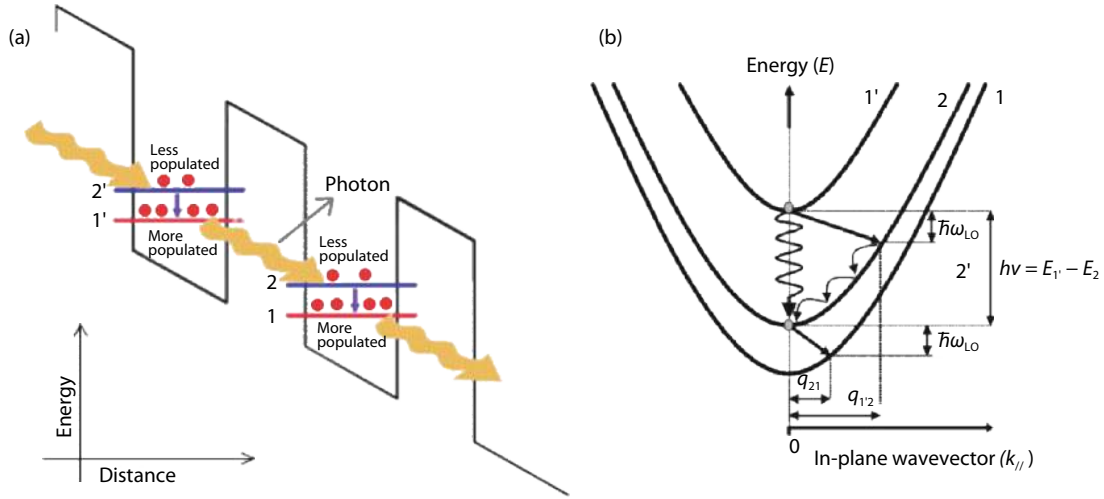 (a)
Less
populated
2'
1'
More
populated
Photon
Less
populated
2
1
More
populated
Energy
Distance
(b)
Energy (E)
1'
2
1
ℏω_LO
2'
hν = E_1' – E_2
ℏω_LO
q_21
q_1'2
0
In-plane wavevector (k_//)